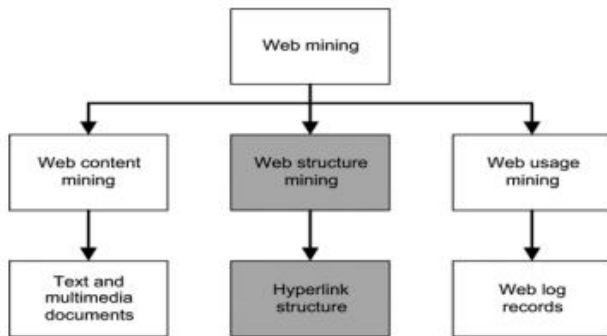 Web mining
Web content
mining
Web structure
mining
Web usage
mining
Text and
multimedia
documents
Hyperlink
structure
Web log
records